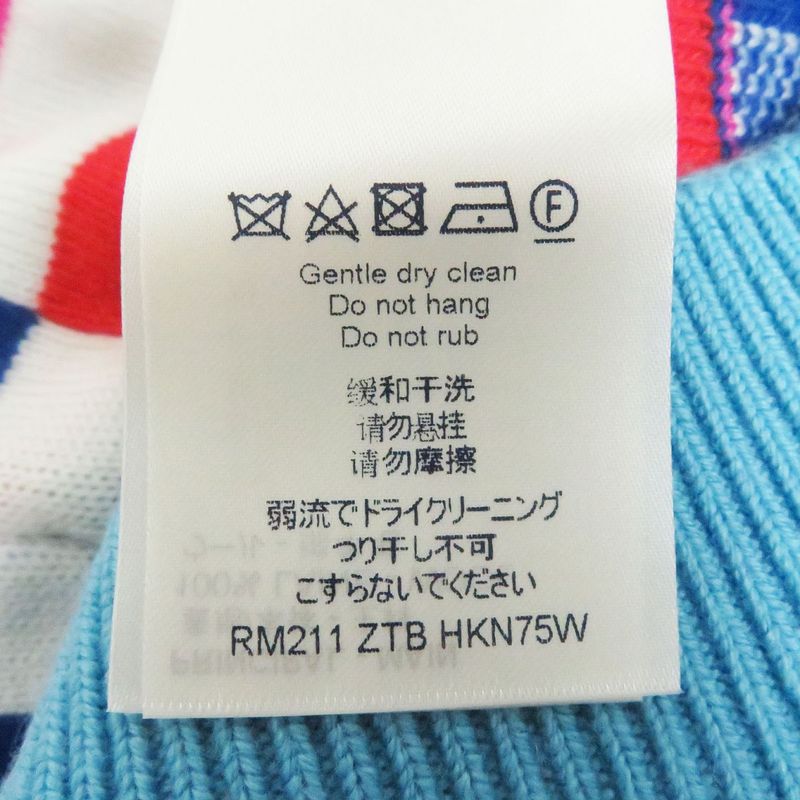 F
Gentle dry clean
Do not hang
Do not rub
缓和干洗
请勿悬挂
请勿摩擦
弱流でドライクリーニング
つり干し不可
こすらないでください
RM211 ZTB HKN75W